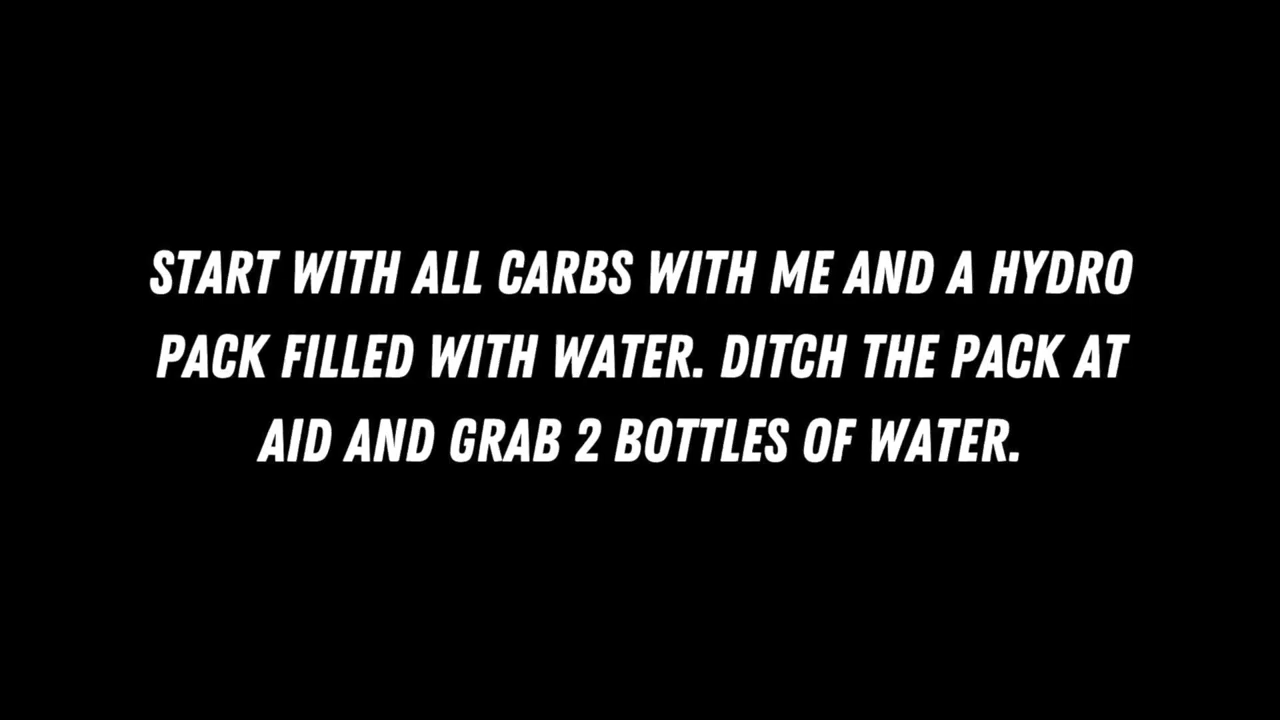 START WITH ALL CARBS WITH ME AND A HYDRO
PACK FILLED WITH WATER. DITCH THE PACK AT
AID AND GRAB 2 BOTTLES OF WATER.